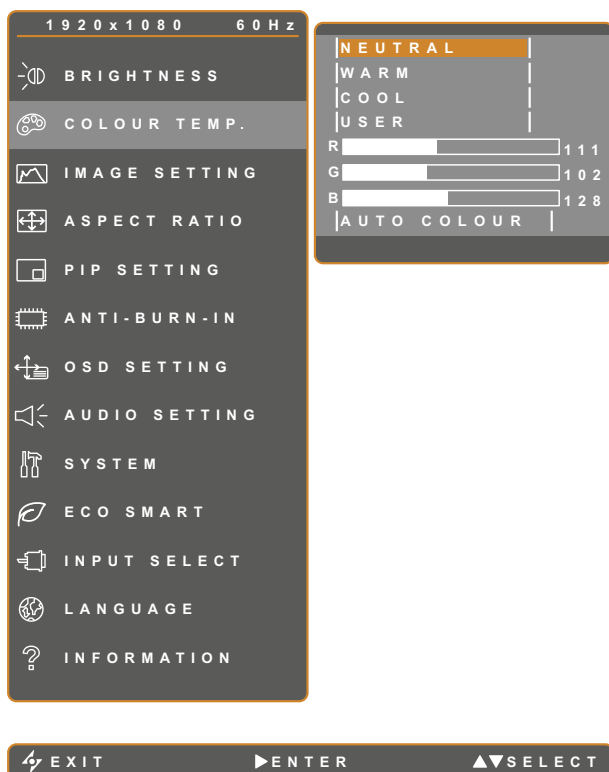 1920x1080 60Hz
BRIGHTNESS
COLOUR TEMP.
IMAGE SETTING
ASPECT RATIO
PIP SETTING
ANTI-BURN-IN
OSD SETTING
AUDIO SETTING
SYSTEM
ECO SMART
INPUT SELECT
LANGUAGE
INFORMATION
NEUTRAL
WARM
COOL
USER
R 111
G 102
B 128
AUTO COLOUR
EXIT ENTER SELECT